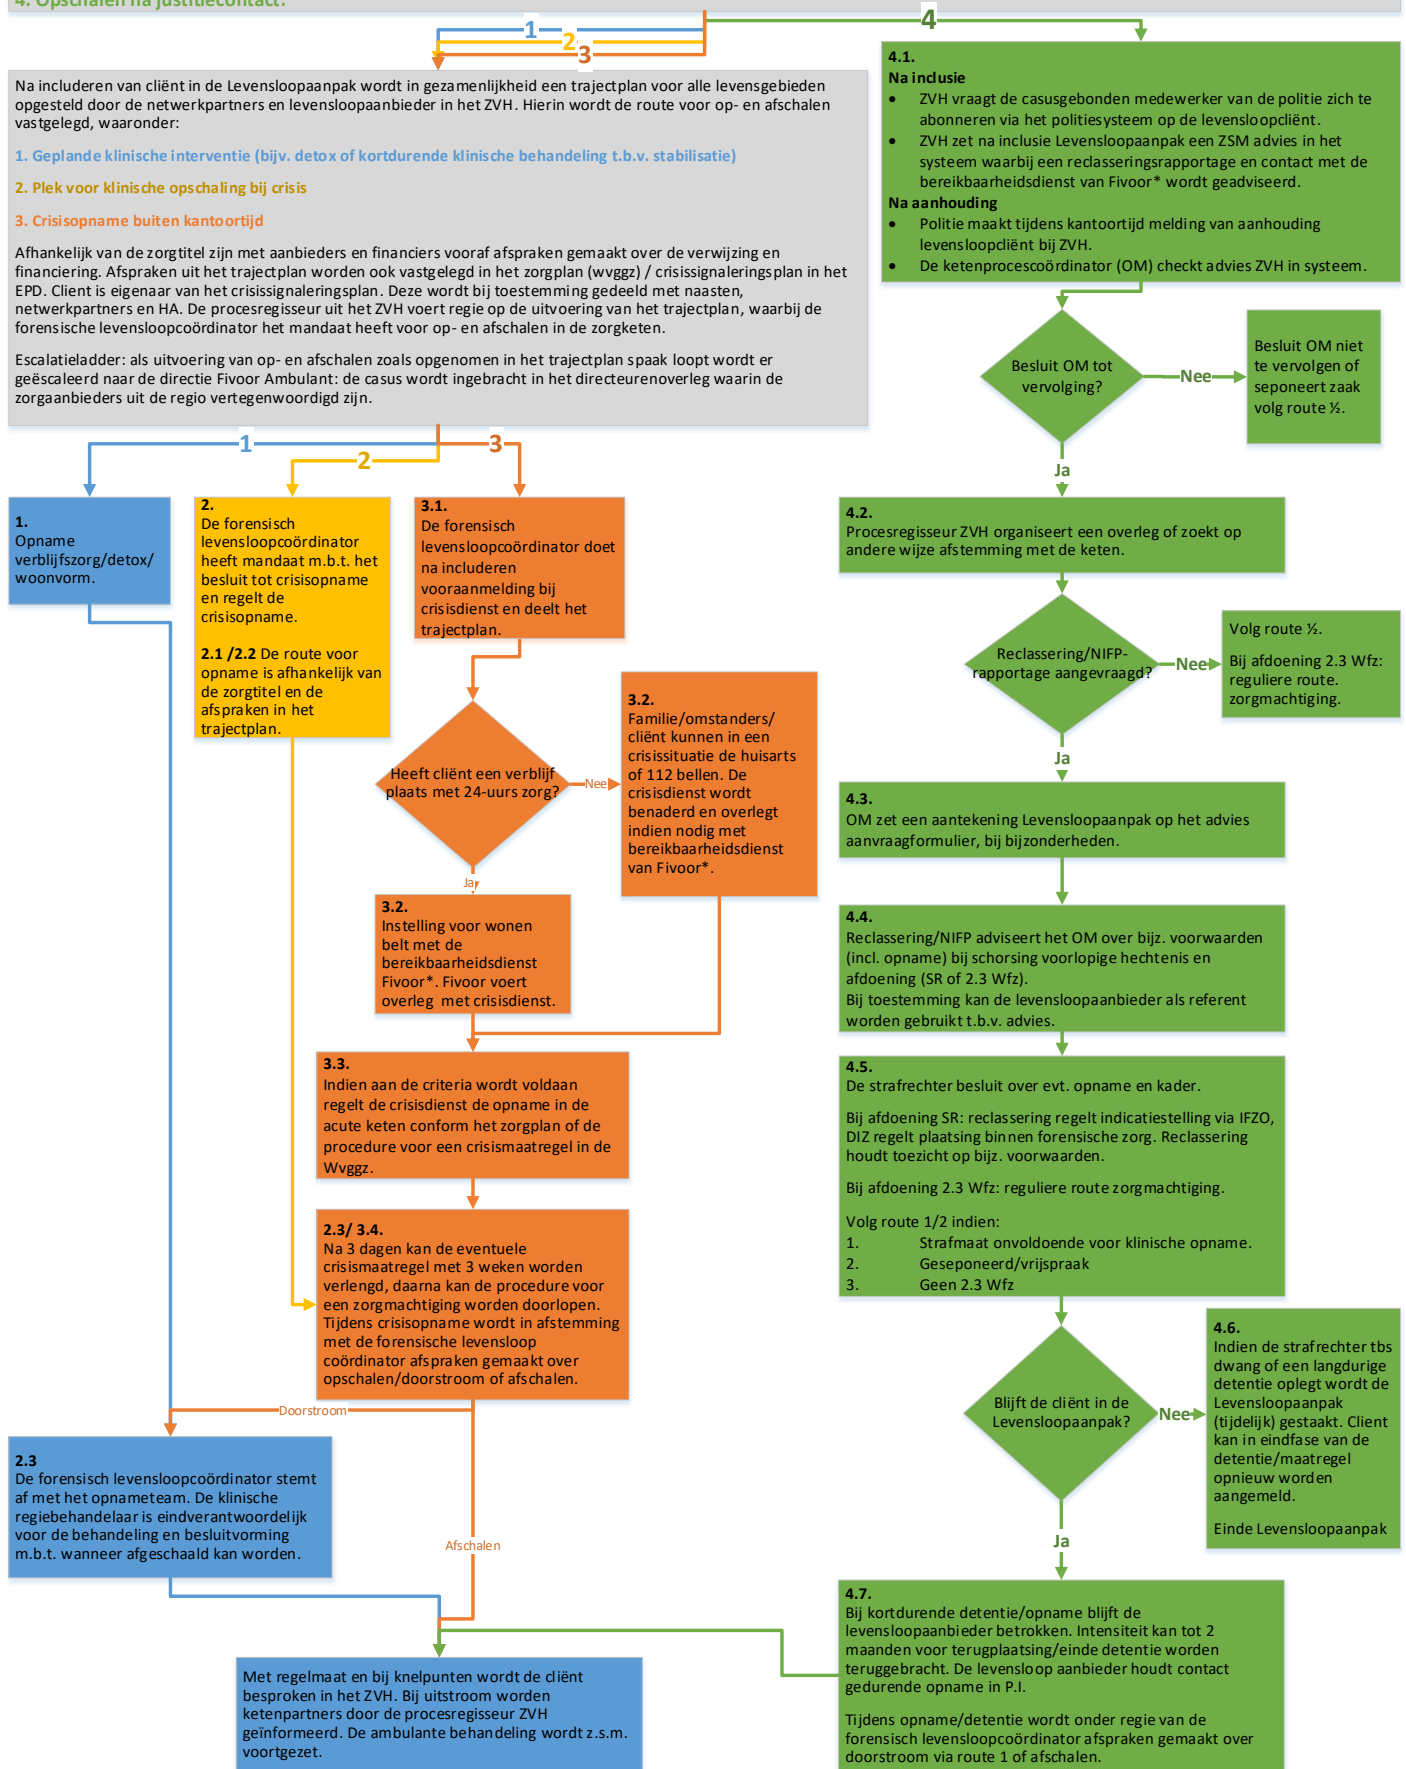 4. Opschalen na justitiecontact.
1
2
3
4
Na includeren van cliënt in de Levensloopaanpak wordt in gezamenlijkheid een trajectplan voor alle levensgebieden
opgesteld door de netwerkpartners en levensloopaanbieder in het ZVH. Hierin wordt de route voor op- en afschalen
vastgelegd, waaronder:
1. Geplande klinische interventie (bijv. detox of kortdurende klinische behandeling t.b.v. stabilisatie)
2. Plek voor klinische opschaling bij crisis
3. Crisisopname buiten kantoortijd
Afhankelijk van de zorgtitel zijn met aanbieders en financiers vooraf afspraken gemaakt over de verwijzing en
financiering. Afspraken uit het trajectplan worden ook vastgelegd in het zorgplan (wvggz) / crisissignaleringsplan in het
EPD. Client is eigenaar van het crisissignaleringsplan. Deze wordt bij toestemming gedeeld met naasten,
netwerkpartners en HA. De procesregisseur uit het ZVH voert regie op de uitvoering van het trajectplan, waarbij de
forensische levensloopcoördinator het mandaat heeft voor op- en afschalen in de zorgketen.
Escalatieladder: als uitvoering van op- en afschalen zoals opgenomen in het trajectplan spaak loopt wordt er
geëscaleerd naar de directie Fivoor Ambulant: de casus wordt ingebracht in het directeurenoverleg waarin de
zorgaanbieders uit de regio vertegenwoordigd zijn.
4.1.
Na inclusie
• ZVH vraagt de casusgebonden medewerker van de politie zich te
abonneren via het politiesysteem op de levensloopcliënt.
• ZVH zet na inclusie Levensloopaanpak een ZSM advies in het
systeem waarbij een reclasseringsrapportage en contact met de
bereikbaarheidsdienst van Fivoor* wordt geadviseerd.
Na aanhouding
• Politie maakt tijdens kantoortijd melding van aanhouding
levensloopcliënt bij ZVH.
• De ketenprocescoördinator (OM) checkt advies ZVH in systeem.
Besluit OM tot
vervolging?
Nee
Besluit OM niet
te vervolgen of
seponeert zaak
volg route ½.
Ja
1
2
3
1.
Opname
verblijfszorg/detox/
woonvorm.
2.
De forensisch
levensloopcoördinator
heeft mandaat m.b.t. het
besluit tot crisisopname
en regelt de
crisisopname.
2.1 /2.2 De route voor
opname is afhankelijk van
de zorgtitel en de
afspraken in het
trajectplan.
3.1.
De forensisch
levensloopcoördinator doet
na includeren
vooraanmelding bij
crisisdienst en deelt het
trajectplan.
Heeft cliënt een verblijf
plaats met 24-uurs zorg?
Nee
3.2.
Familie/omstanders/
cliënt kunnen in een
crisissituatie de huisarts
of 112 bellen. De
crisisdienst wordt
benaderd en overlegt
indien nodig met
bereikbaarheidsdienst
van Fivoor*.
Ja
3.2.
Instelling voor wonen
belt met de
bereikbaarheidsdienst
Fivoor*. Fivoor voert
overleg met crisisdienst.
3.3.
Indien aan de criteria wordt voldaan
regelt de crisisdienst de opname in de
acute keten conform het zorgplan of de
procedure voor een crismaatregel in de
Wvggz.
2.3/ 3.4.
Na 3 dagen kan de eventuele
crismaatregel met 3 weken worden
verlengd, daarna kan de procedure voor
een zorgmachtiging worden doorlopen.
Tijdens crisisopname wordt in afstemming
met de forensische levensloop
coördinator afspraken gemaakt over
opschalen/doorstroom of afschalen.
Doorstroom
2.3
De forensisch levensloopcoördinator stemt
af met het opnameteam. De klinische
regiebehandelaar is eindverantwoordelijk
voor de behandeling en besluitvorming
m.b.t. wanneer afgeschaald kan worden.
Afschalen
Met regelmaat en bij knelpunten wordt de cliënt
besproken in het ZVH. Bij uitstroom worden
ketenpartners door de procesregisseur ZVH
geïnformeerd. De ambulante behandeling wordt z.s.m.
voortgezet.
4.2.
Procesregisseur ZVH organiseert een overleg of zoekt op
andere wijze afstemming met de keten.
Reclassering/NIFP-
rapportage aangevraagd?
Nee
Volg route ½.
Bij afdoening 2.3 Wfz:
reguliere route.
zorgmachtiging.
Ja
4.3.
OM zet een aantekening Levensloopaanpak op het advies
aanvraagformulier, bij bijzonderheden.
4.4.
Reclassering/NIFP adviseert het OM over bijz. voorwaarden
(incl. opname) bij schorsing voorlopige hechtenis en
afdoening (SR of 2.3 Wfz).
Bij toestemming kan de levensloopaanbieder als referent
worden gebruikt t.b.v. advies.
4.5.
De strafrechter besluit over evt. opname en kader.
Bij afdoening SR: reclassering regelt indicatiestelling via IFZO,
DIZ regelt plaatsing binnen forensische zorg. Reclassering
houdt toezicht op bijz. voorwaarden.
Bij afdoening 2.3 Wfz: reguliere route zorgmachtiging.
Volg route 1/2 indien:
1. Strafmaat onvoldoende voor klinische opname.
2. Geseponeerd/vrijspraak
3. Geen 2.3 Wfz
Blijft de cliënt in de
Levensloopaanpak?
Nee
4.6.
Indien de strafrechter tbs
dwang of een langdurige
detentie oplegt wordt de
Levensloopaanpak
(tijdelijk) gestaakt. Client
kan in eindfase van de
detentie/maatregel
opnieuw worden
aangemeld.
Einde Levensloopaanpak
Ja
4.7.
Bij kortdurende detentie/opname blijft de
levensloopaanbieder betrokken. Intensiteit kan tot 2
maanden voor terugplaatsing/einde detentie worden
teruggebracht. De levensloop aanbieder houdt contact
gedurende opname in P.I.
Tijdens opname/detentie wordt onder regie van de
forensisch levensloopcoördinator afspraken gemaakt over
doorstroom via route 1 of afschalen.